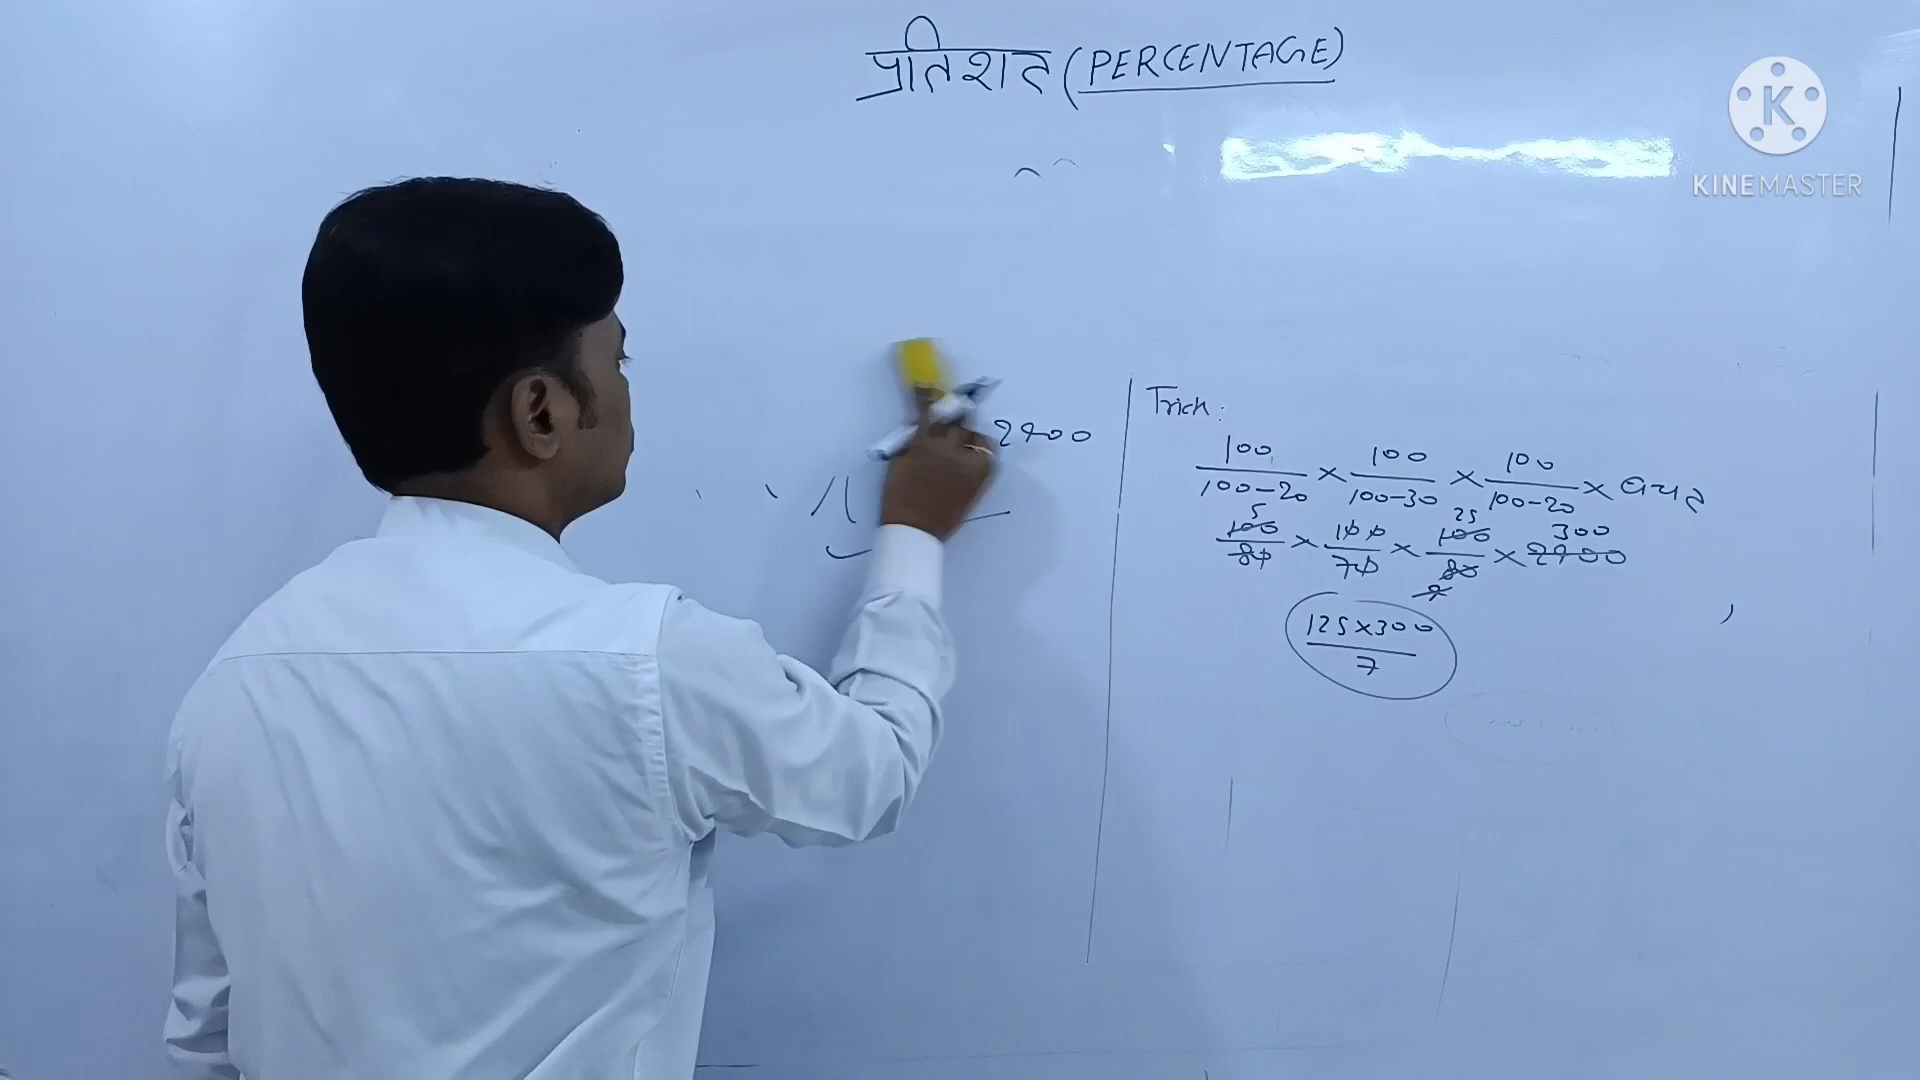 प्रतिशत (PERCENTAGE)
KINEMASTER
2400
Trick:
100/100-20 × 100/100-30 × 100/100-20 × बचत
5 25 300
100/80 × 100/70 × 100/80 × 2400
4
125×300/7